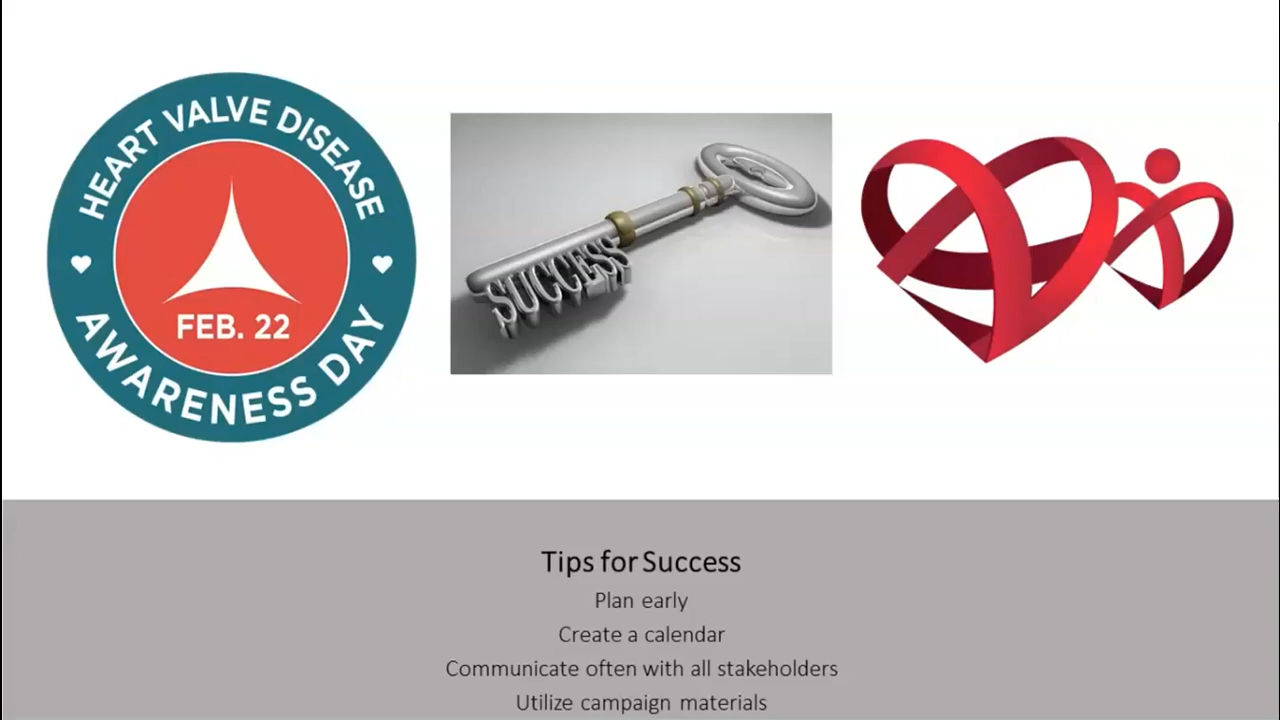 HEART VALVE DISEASE
FEB. 22
AWARENESS DAY
SUCCESS
Tips for Success
Plan early
Create a calendar
Communicate often with all stakeholders
Utilize campaign materials